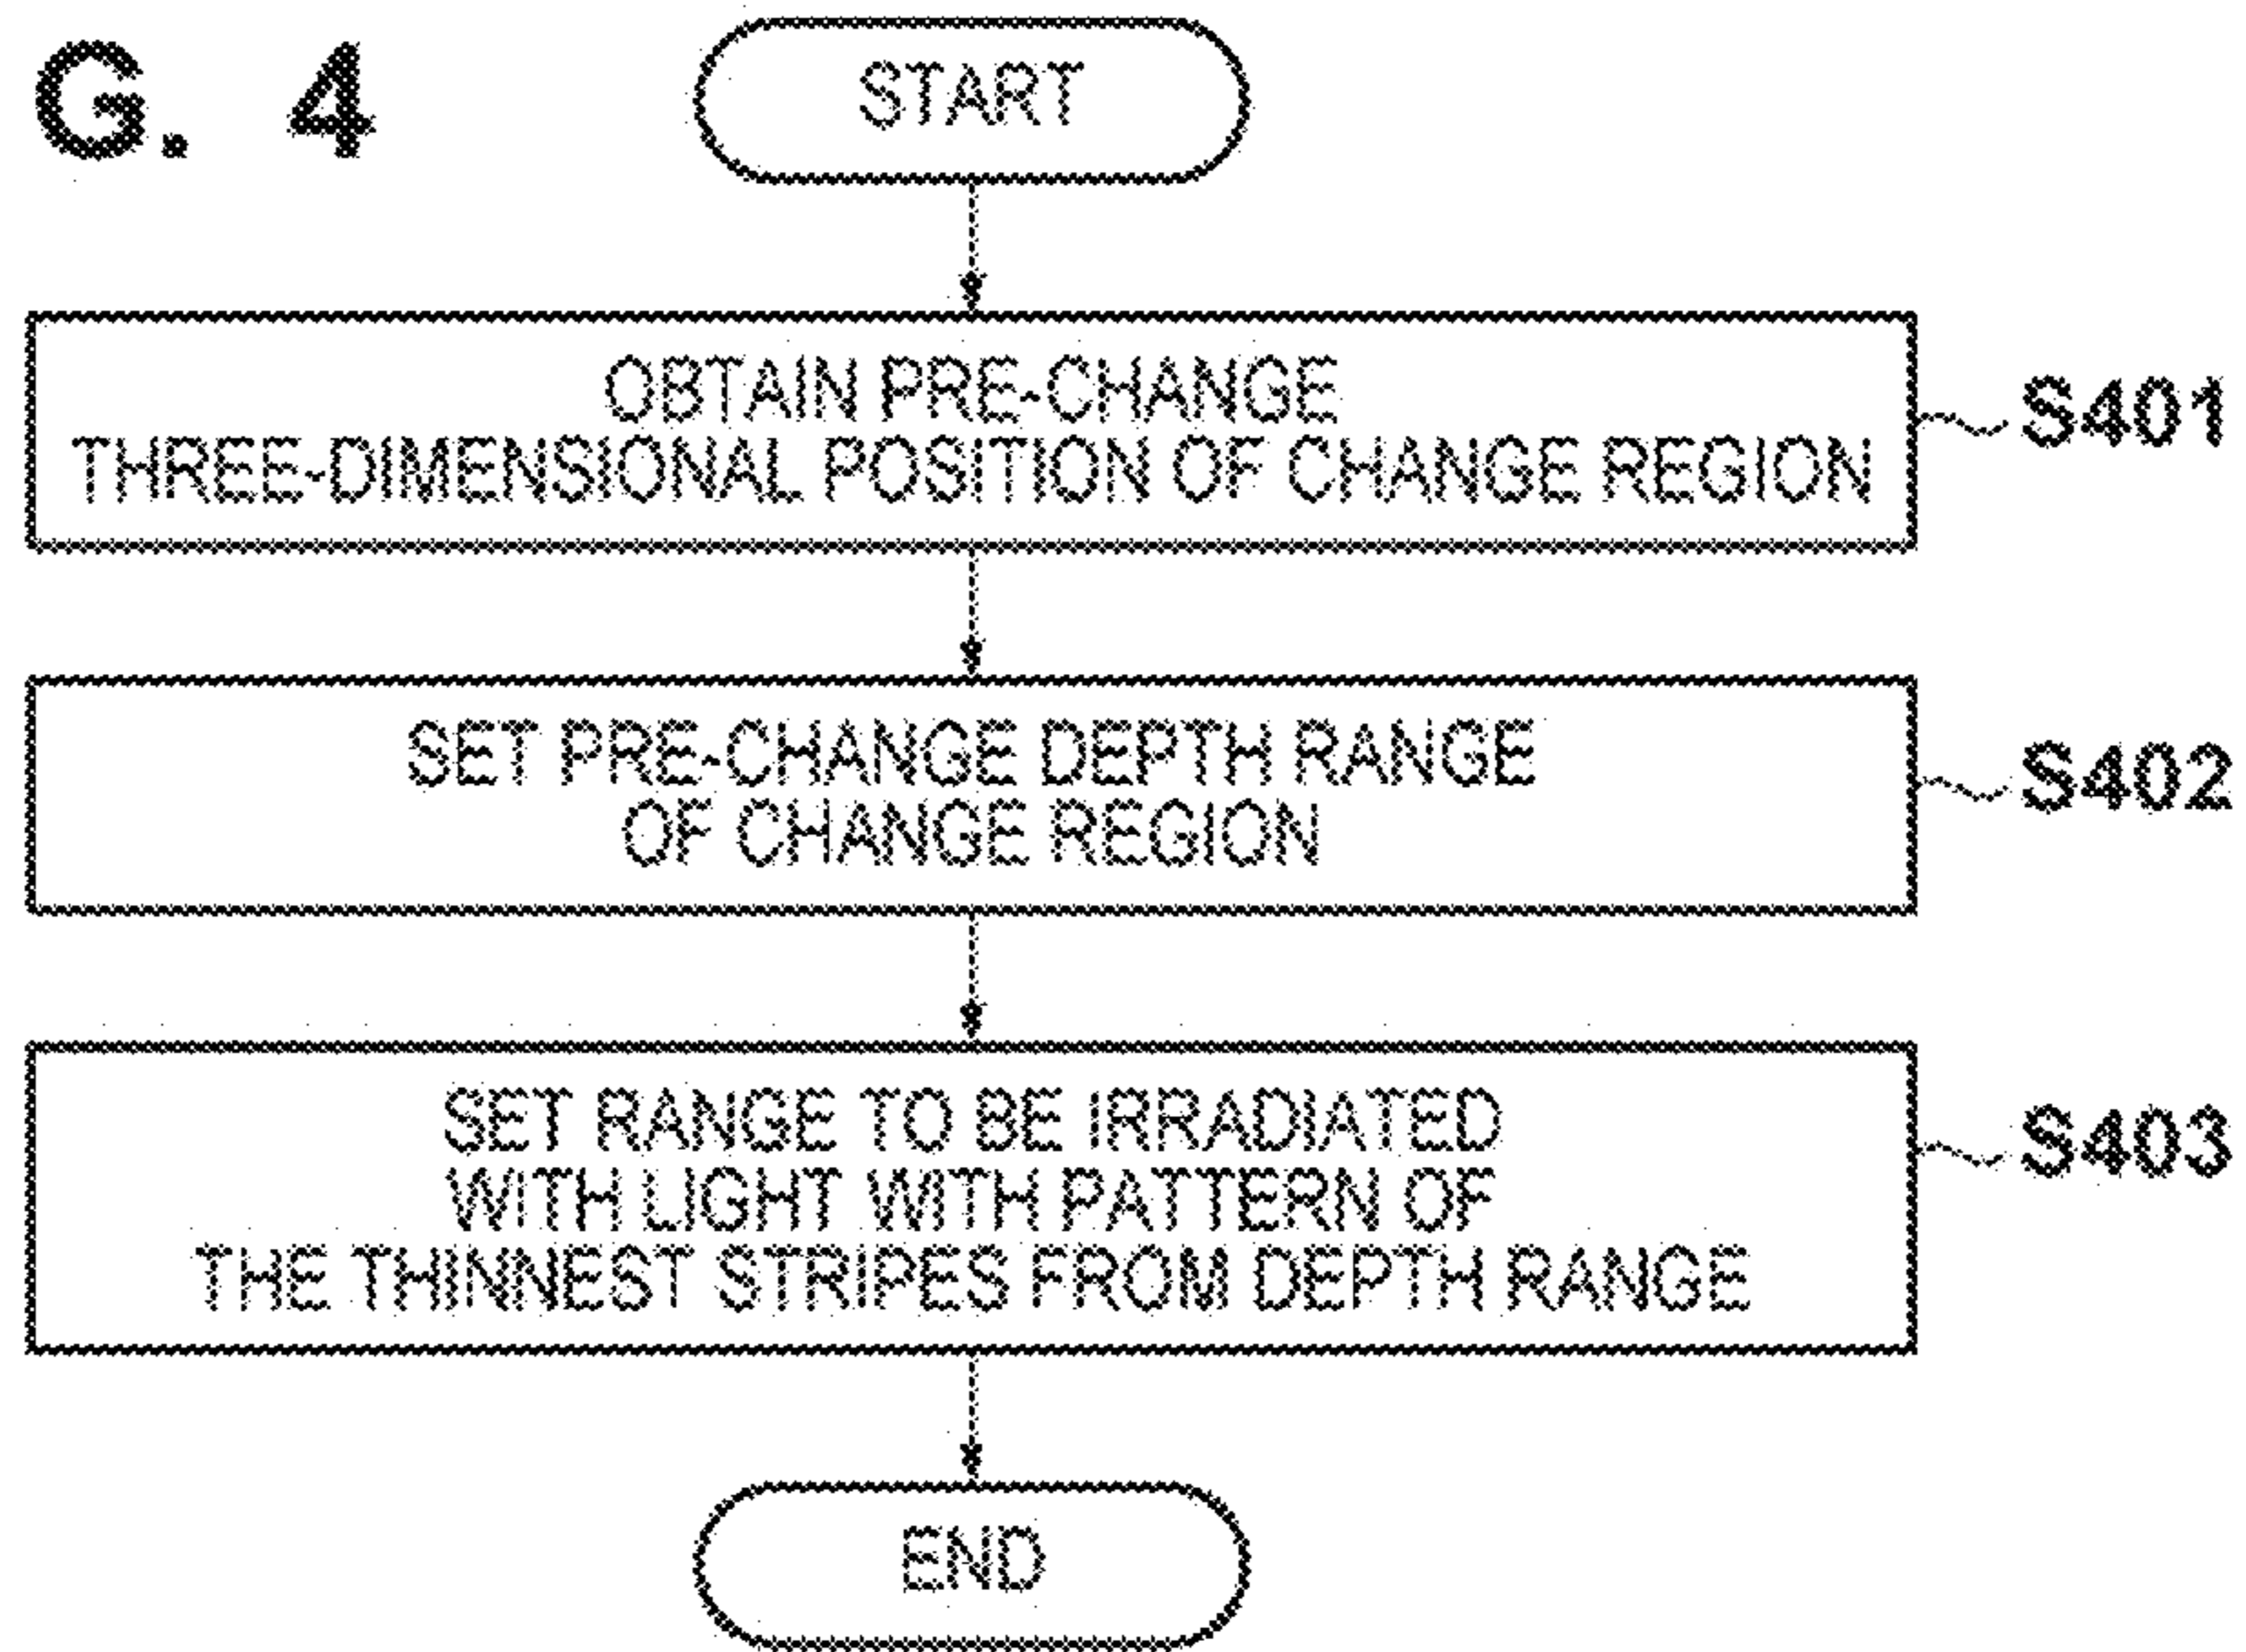 G. 4
START
OBTAIN PRE-CHANGE
THREE-DIMENSIONAL POSITION OF CHANGE REGION
S401
SET PRE-CHANGE DEPTH RANGE
OF CHANGE REGION
S402
SET RANGE TO BE IRRADIATED
WITH LIGHT WITH PATTERN OF
THE THINNEST STRIPES FROM DEPTH RANGE
S403
END